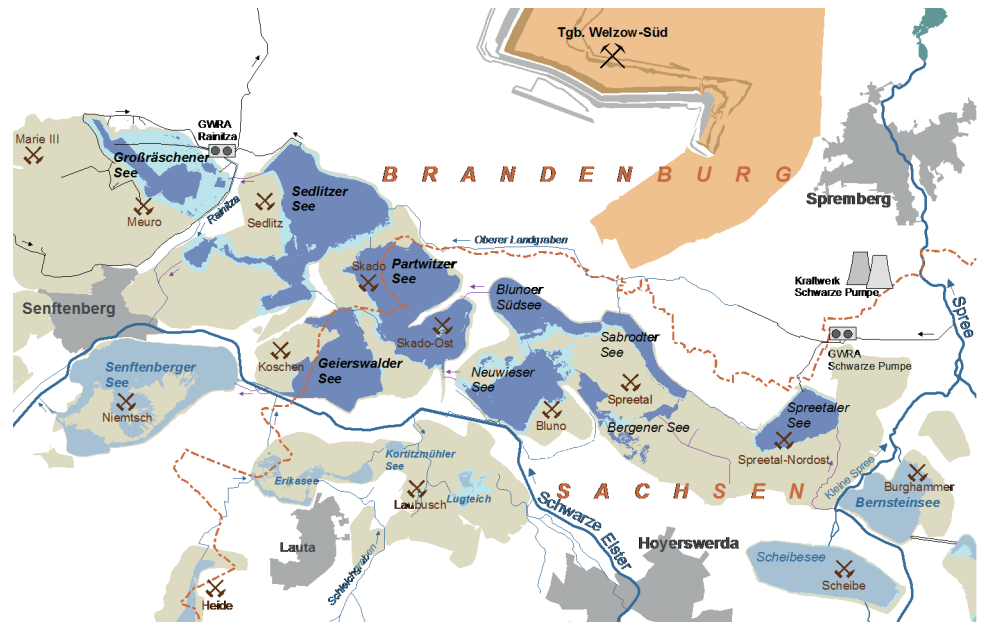 Tgb. Welzow-Süd
Marie III
GWRA
Rainitza
Großräschener
See
BRANDENBURG
Sedlitzer
See
Spremberg
Meuro
Rainitza
Sedlitz
Oberer Landgraben
Skado
Partwitzer
See
Kraftwerk
Schwarze Pumpe
Senftenberg
Blunoer
Südsee
Spree
Skado-Ost
Sabrodter
See
GWRA
Schwarze Pumpe
Koschen
Geierswalder
See
Senftenberger
See
Neuwieser
See
Niemtsch
Spreetal
Bluno
Bergener See
Spreetaler
See
Spreetal-Nordost
Kortitzmühler
See
Kleine Spree
Burghammer
Erikasee
Laubusch
Lugteich
SACHSEN
Bernsteinsee
Schwarze Elster
Lauta
Hoyerswerda
Scheibesee
Scheibe
Schleichgraben
Heide